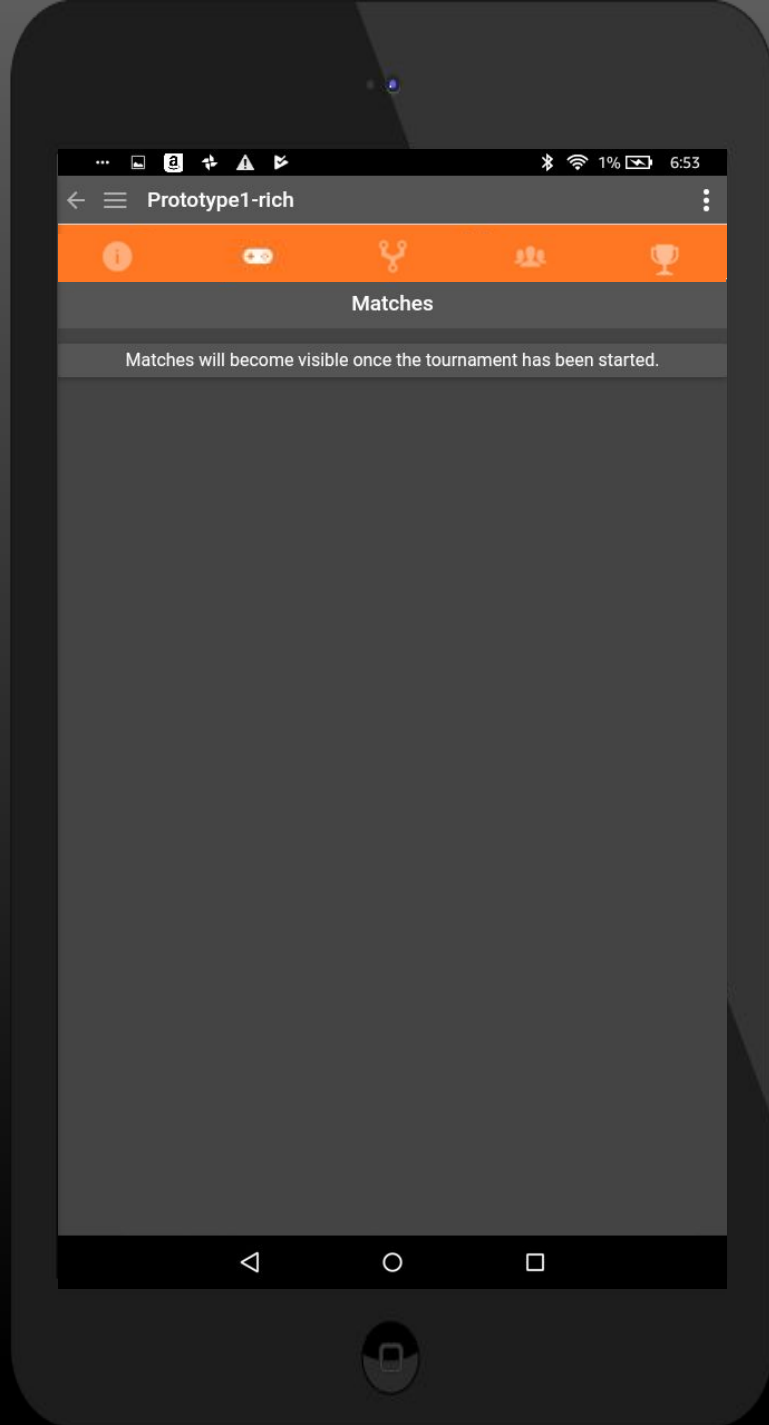 1% 6:53
Prototype1-rich
Matches
Matches will become visible once the tournament has been started.